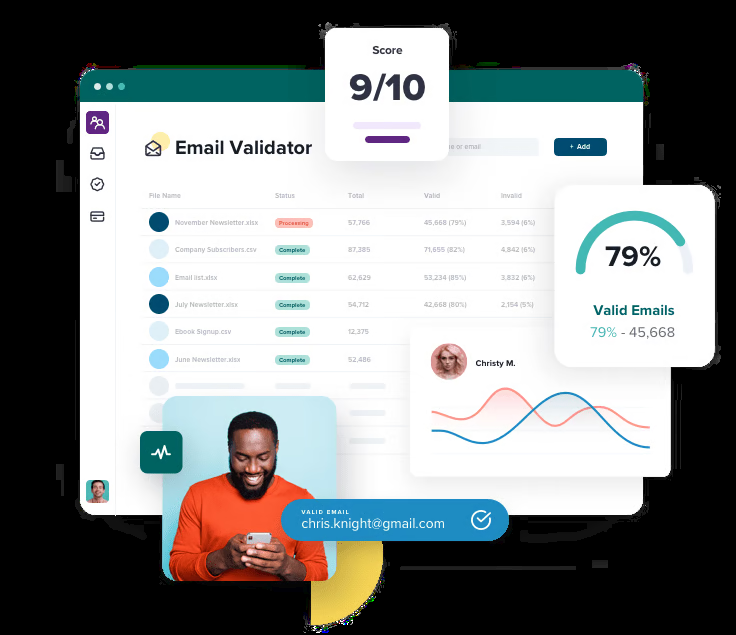 Score
9/10
Email Validator
e or email
+ Add
File Name Status Total Valid Invalid
November Newsletter.xlsx Processing 57,766 45,668 (79%) 3,594 (6%)
Company Subscribers.csv Complete 87,385 71,655 (82%) 4,842 (6%)
Email list.xlsx Complete 62,629 53,234 (85%) 3,832 (6%)
July Newsletter.xlsx Complete 54,712 42,668 (80%) 2,154 (5%)
Ebook Signup.csv Complete 12,375
June Newsletter.xlsx Complete 52,486
79%
Valid Emails
79% - 45,668
Christy M.
VALID EMAIL
chris.knight@gmail.com